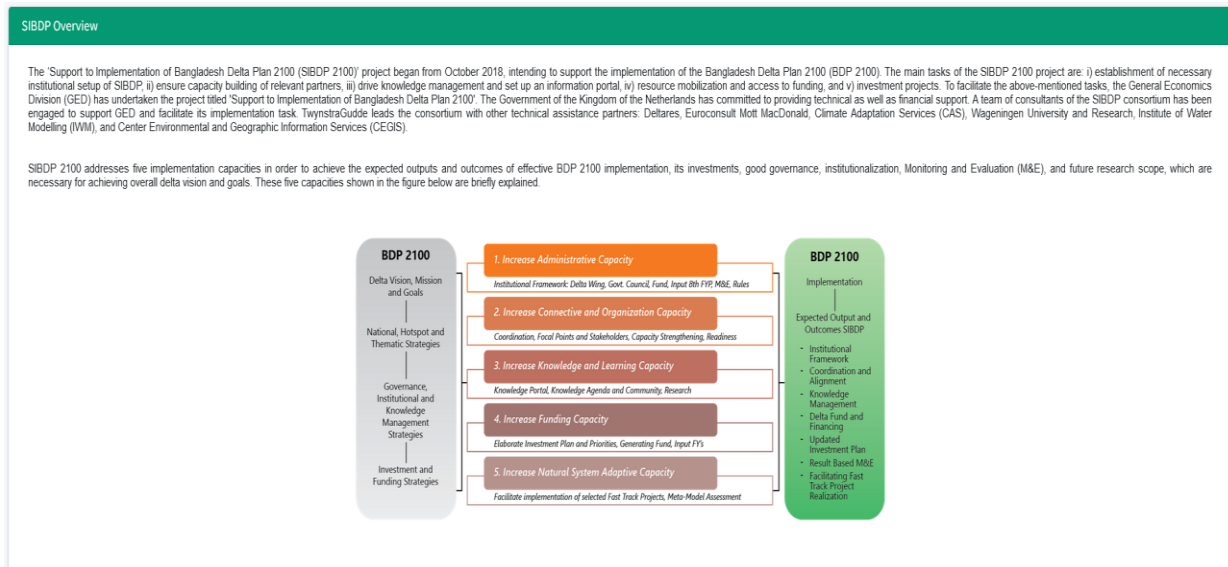 SIBDP Overview
The 'Support to Implementation of Bangladesh Delta Plan 2100 (SIBDP 2100)' project began from October 2018, intending to support the implementation of the Bangladesh Delta Plan 2100 (BDP 2100). The main tasks of the SIBDP 2100 project are: i) establishment of necessary
institutional setup of SIBDP, ii) ensure capacity building of relevant partners, iii) drive knowledge management and set up an information portal, iv) resource mobilization and access to funding, and v) investment projects. To facilitate the above-mentioned tasks, the General Economics
Division (GED) has undertaken the project titled 'Support to Implementation of Bangladesh Delta Plan 2100'. The Government of the Kingdom of the Netherlands has committed to providing technical as well as financial support. A team of consultants of the SIBDP consortium has been
engaged to support GED and facilitate its implementation task. TwynstraGudde leads the consortium with other technical assistance partners: Deltares, Euroconsult Mott MacDonald, Climate Adaptation Services (CAS), Wageningen University and Research, Institute of Water
Modelling (IWM), and Center Environmental and Geographic Information Services (CEGIS).
SIBDP 2100 addresses five implementation capacities in order to achieve the expected outputs and outcomes of effective BDP 2100 implementation, its investments, good governance, institutionalization, Monitoring and Evaluation (M&E), and future research scope, which are
necessary for achieving overall delta vision and goals. These five capacities shown in the figure below are briefly explained.
BDP 2100
Delta Vision, Mission
and Goals
National, Hotspot and
Thematic Strategies
Governance,
Institutional and
Knowledge
Management
Strategies
Investment and
Funding Strategies
1. Increase Administrative Capacity
Institutional Framework: Delta Wing, Govt. Council, Fund, Input 8th FYP, M&E, Rules
2. Increase Connective and Organization Capacity
Coordination, Focal Points and Stakeholders, Capacity Strengthening, Readiness
3. Increase Knowledge and Learning Capacity
Knowledge Portal, Knowledge Agenda and Community, Research
4. Increase Funding Capacity
Elaborate Investment Plan and Priorities, Generating Fund, Input FY's
5. Increase Natural System Adaptive Capacity
Facilitate implementation of selected Fast Track Projects, Meta-Model Assessment
BDP 2100
Implementation
Expected Output and
Outcomes SIBDP
- Institutional
Framework
- Coordination and
Alignment
- Knowledge
Management
- Delta Fund and
Financing
- Updated
Investment Plan
- Result Based M&E
- Facilitating Fast
Track Project
Realization